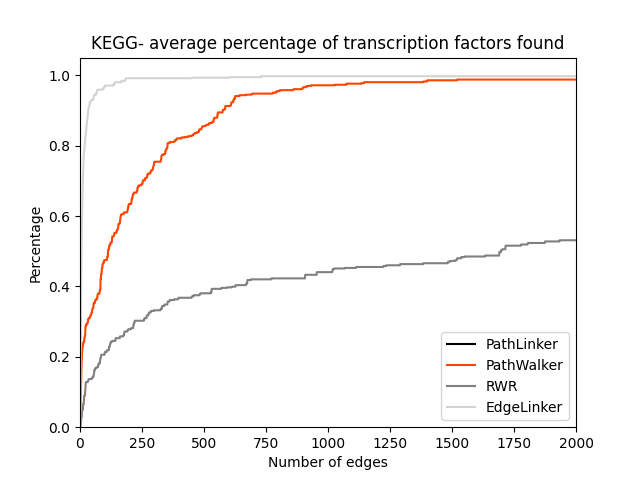 KEGG- average percentage of transcription factors found
Percentage
1.0
0.8
0.6
0.4
0.2
0.0
0 250 500 750 1000 1250 1500 1750 2000
Number of edges
PathLinker
PathWalker
RWR
EdgeLinker